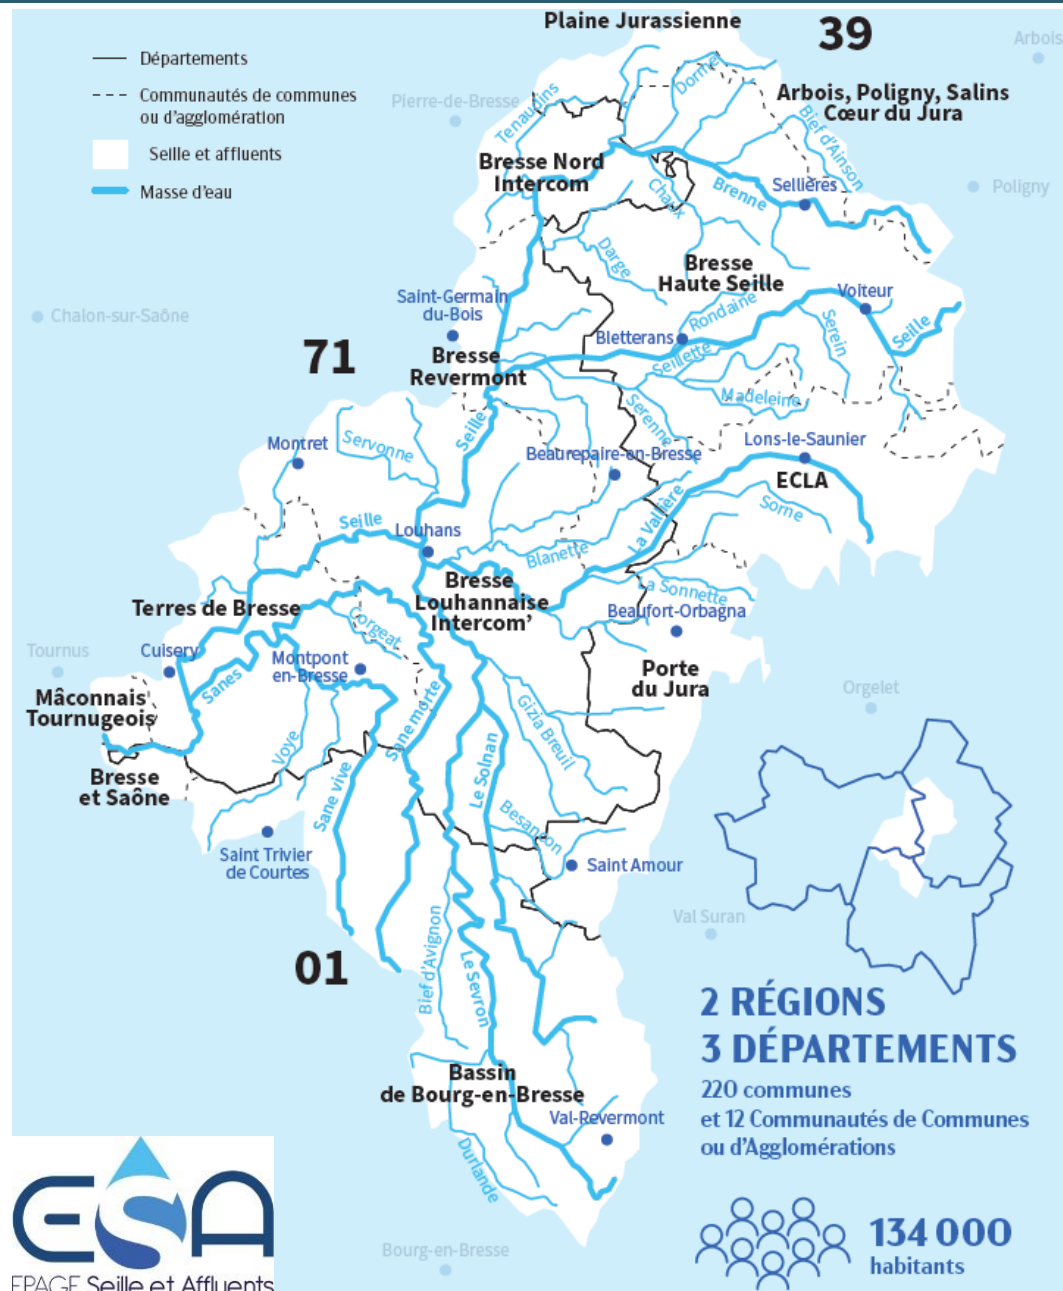 Plaine Jurassienne
39
Arbois
Départements
Communautés de communes
ou d'agglomération
Seille et affluents
Masse d'eau
Pierre-de-Bresse
Tenaudins
Dorme
Arbois, Poligny, Salins
Cœur du Jura
Bief d'Ainson
Bresse Nord
Intercom
Chaux
Brenne
Sellières
Poligny
Darge
Bresse
Haute Seille
Voiteur
Saint-Germain
du-Bois
Rondaine
Chalon-sur-Saône
Bletterans
Seillette
Serein
Seille
71
Bresse
Revermont
Madeleine
Serenne
Seille
Servonne
Montret
Beaurepaire-en-Bresse
Lons-le-Saunier
ECLA
Sorne
La Vallière
Seille
Louhans
Blanette
Bresse
Louhannaise
Intercom'
La Sonnette
Beaufort-Orbagna
Terres de Bresse
Corgeat
Tournus
Cuisery
Montpont
en-Bresse
Sanes
Porte
du Jura
Orgelet
Mâconnais
Tournugeois
Sane morte
Gizia Breuil
Voye
Le Solnan
Bresse
et Saône
Sane vive
Besançon
Saint Trivier
de Courtes
Saint Amour
Val Suran
01
Bief d'Avignon
Le Sevron
2 RÉGIONS
3 DÉPARTEMENTS
220 communes
et 12 Communautés de Communes
ou d'Agglomérations
Bassin
de Bourg-en-Bresse
Val-Revermont
Durlande
ESA
EPAGE Seille et Affluents
Bourg-en-Bresse
134 000
habitants